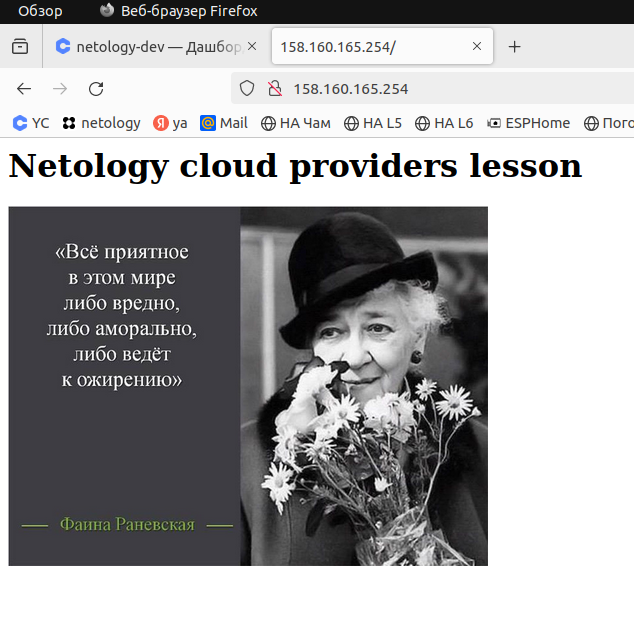 Обзор Веб-браузер Firefox
netology-dev — Дашбор 158.160.165.254/
158.160.165.254
YC netology ya Mail HA Чам HA L5 HA L6 ESPHome Пого
Netology cloud providers lesson
«Всё приятное
в этом мире
либо вредно,
либо аморально,
либо ведёт
к ожирению»
Фаина Раневская